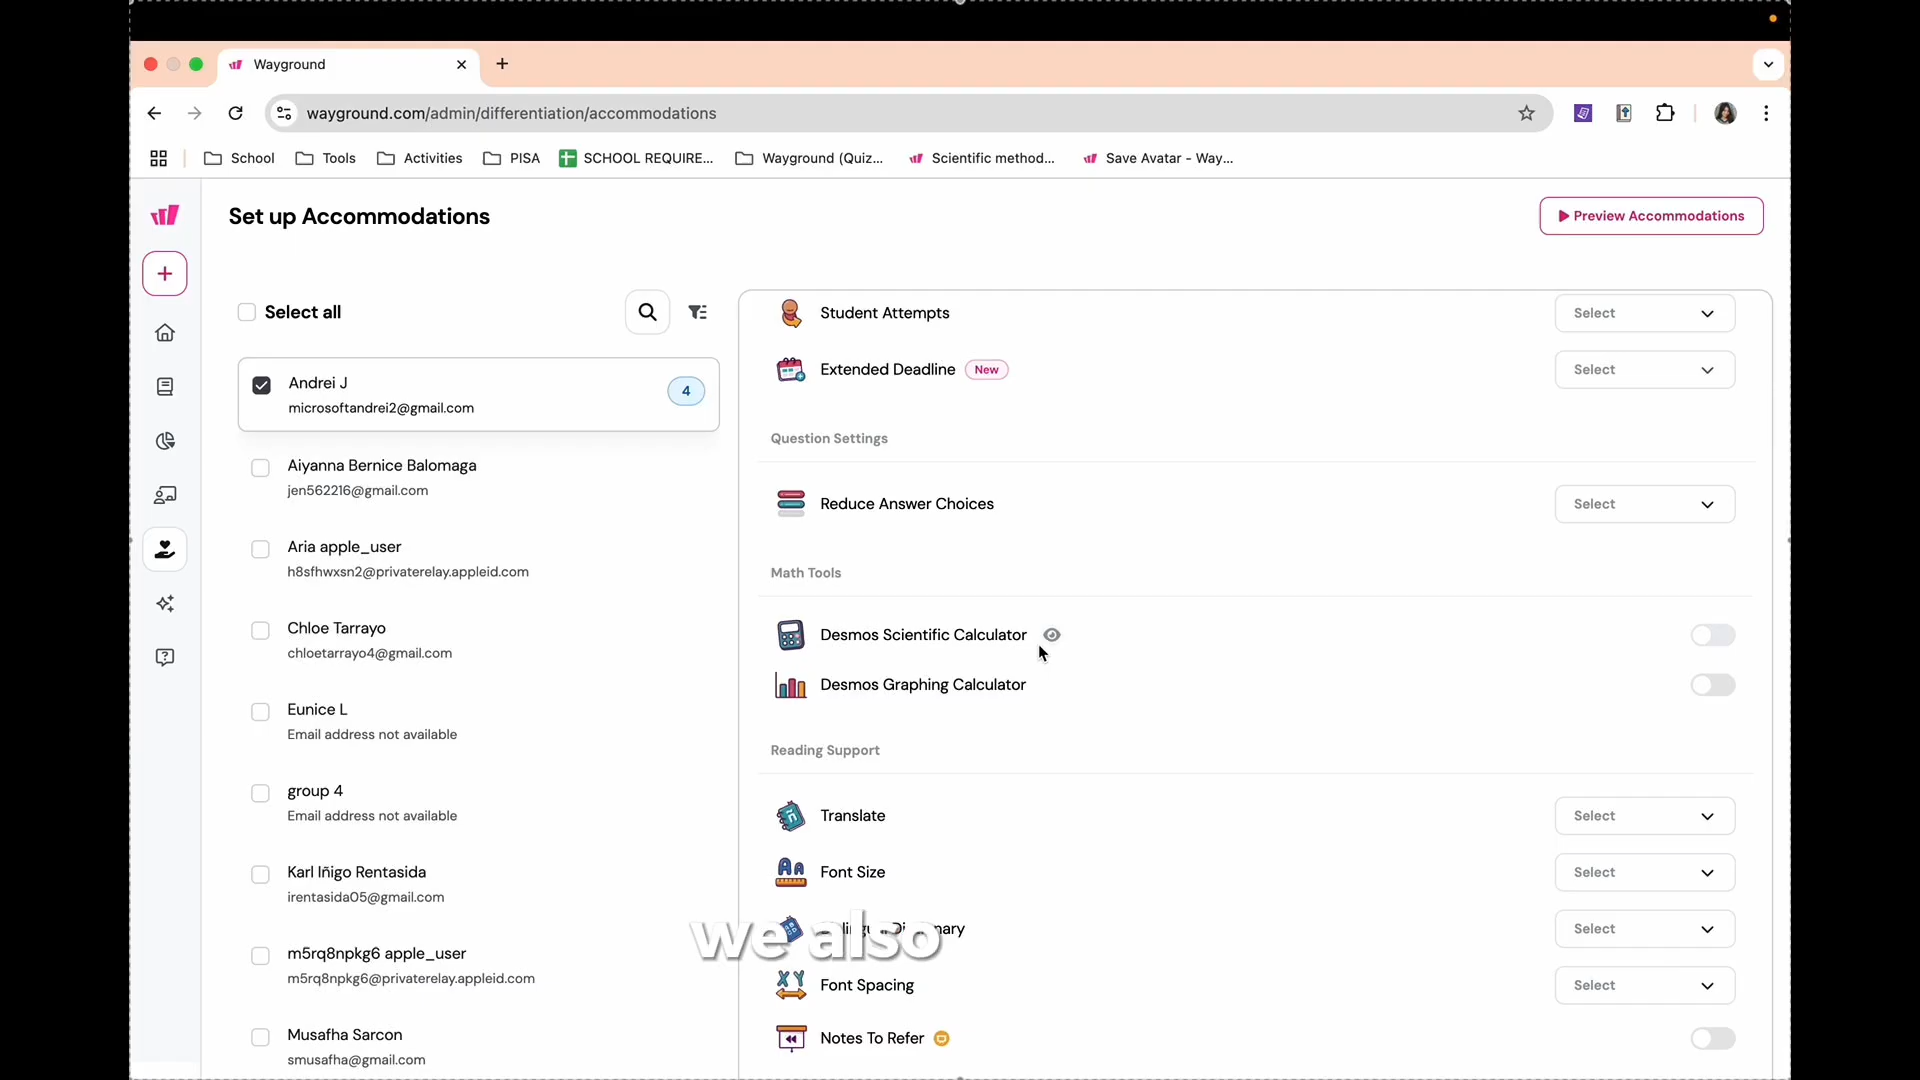 Wayground
wayground.com/admin/differentiation/accommodations
School
Tools
Activities
PISA
SCHOOL REQUIRE...
Wayground (Quiz...
Scientific method...
Save Avatar - Way...
Set up Accommodations
Preview Accommodations
Select all
Andrei J
microsoftandrei2@gmail.com
4
Aiyanna Bernice Balomaga
jen562216@gmail.com
Aria apple_user
h8sfhwxsn2@privaterelay.appleid.com
Chloe Tarrayo
chloetarrayo4@gmail.com
Eunice L
Email address not available
group 4
Email address not available
Karl Iñigo Rentasida
irentasida05@gmail.com
m5rq8npkg6 apple_user
m5rq8npkg6@privaterelay.appleid.com
Musafha Sarcon
smusafha@gmail.com
Student Attempts
Select
Extended Deadline New
Select
Question Settings
Reduce Answer Choices
Select
Math Tools
Desmos Scientific Calculator
Desmos Graphing Calculator
Reading Support
Translate
Select
Font Size
Select
we also
Select
Font Spacing
Select
Notes To Refer